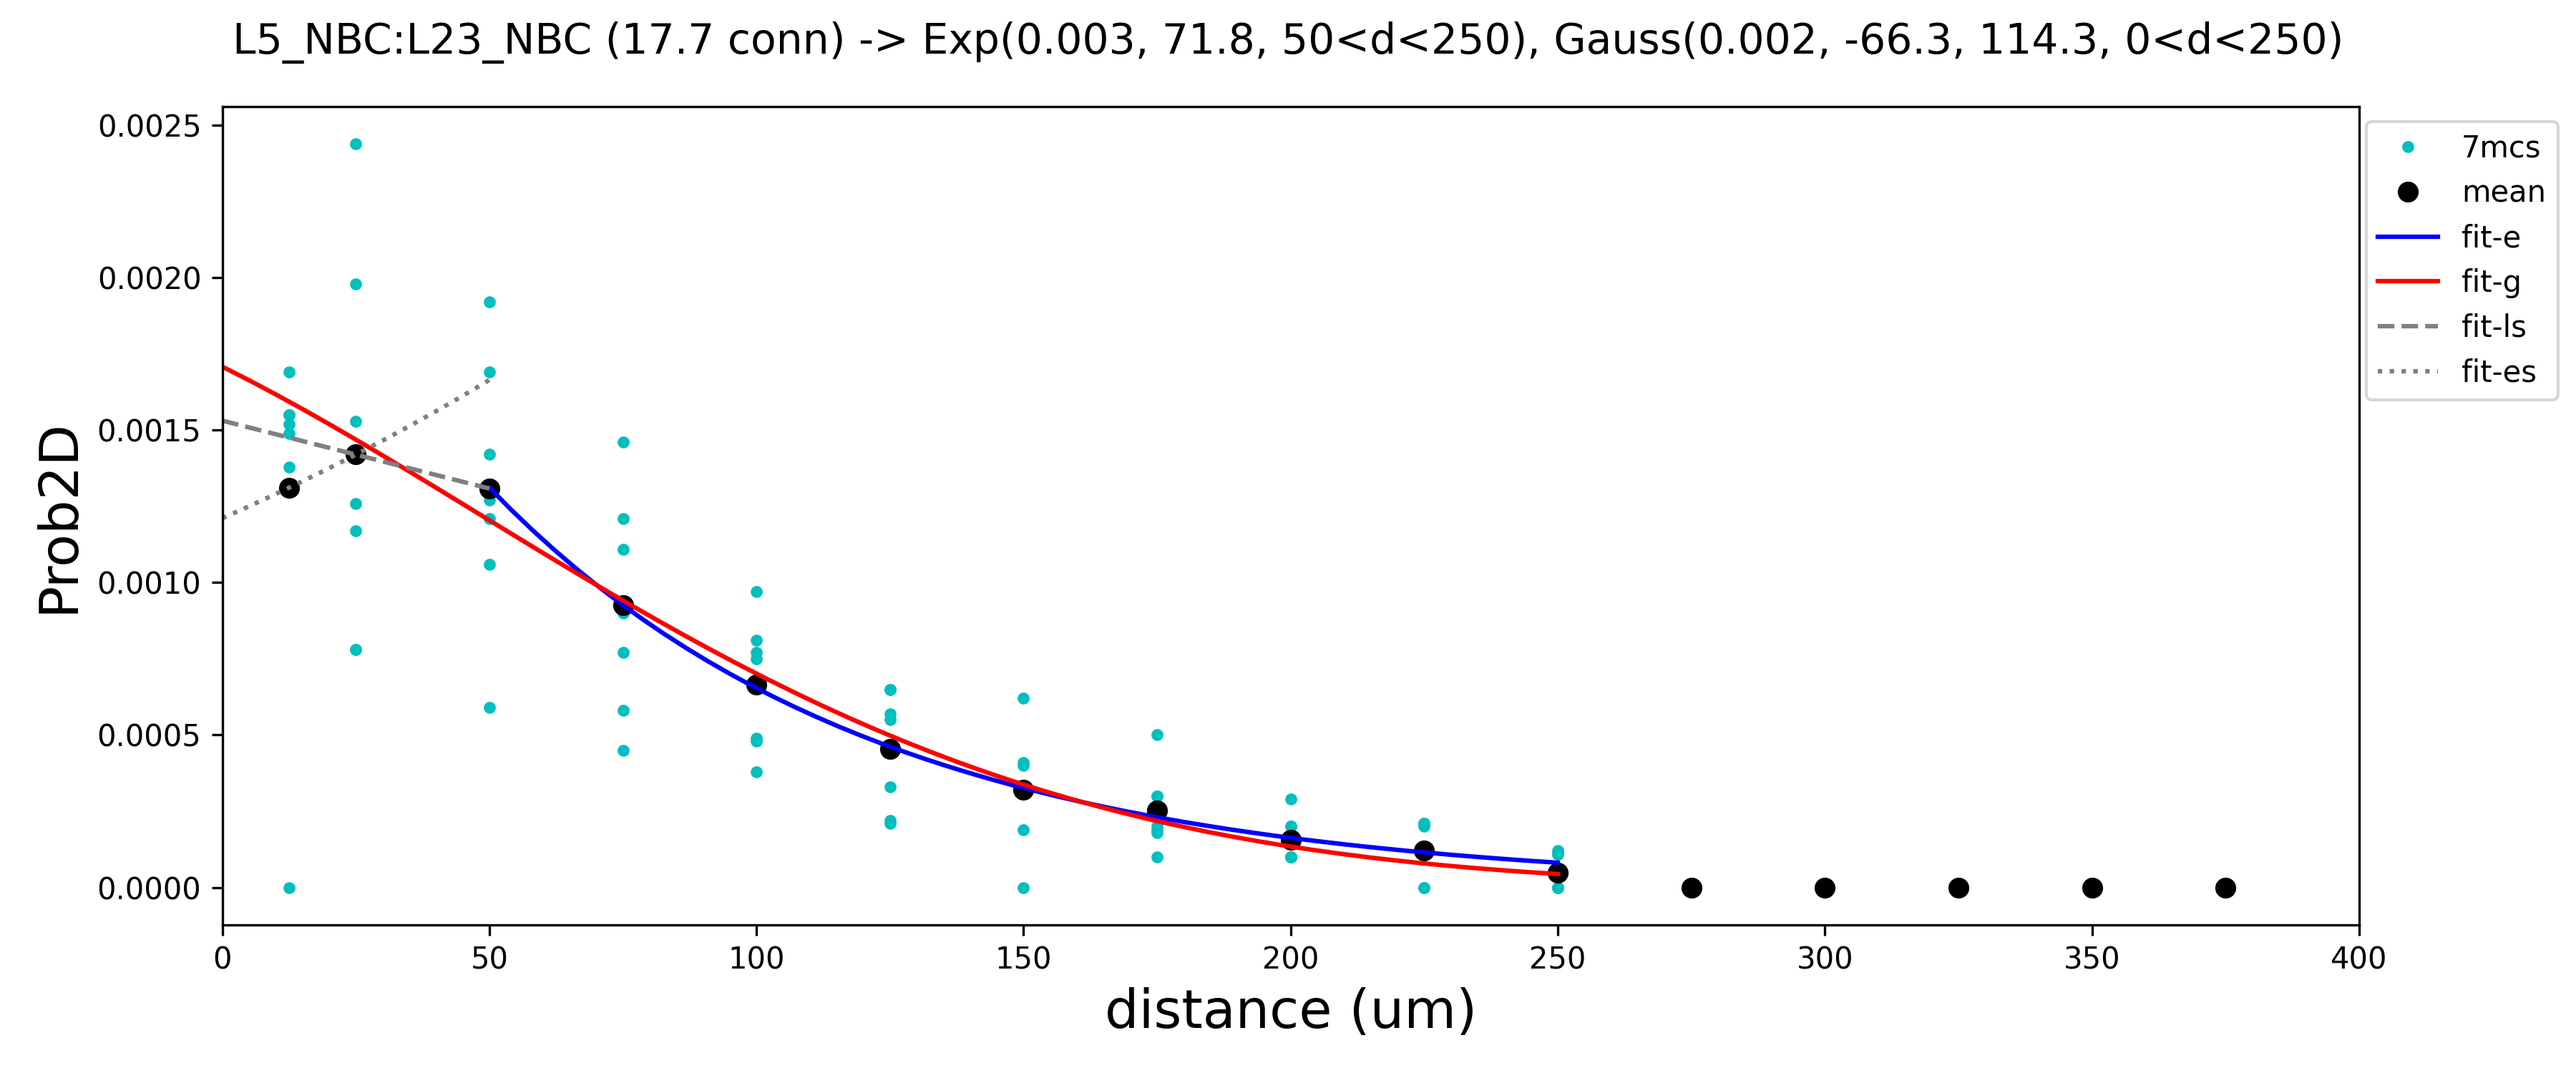 L5_NBC:L23_NBC (17.7 conn) -> Exp(0.003, 71.8, 50<d<250), Gauss(0.002, -66.3, 114.3, 0<d<250)
0.0025
0.0020
0.0015
0.0010
0.0005
0.0000
Prob2D
0 50 100 150 200 250 300 350 400
distance (um)
7mcs
mean
fit-e
fit-g
fit-ls
fit-es